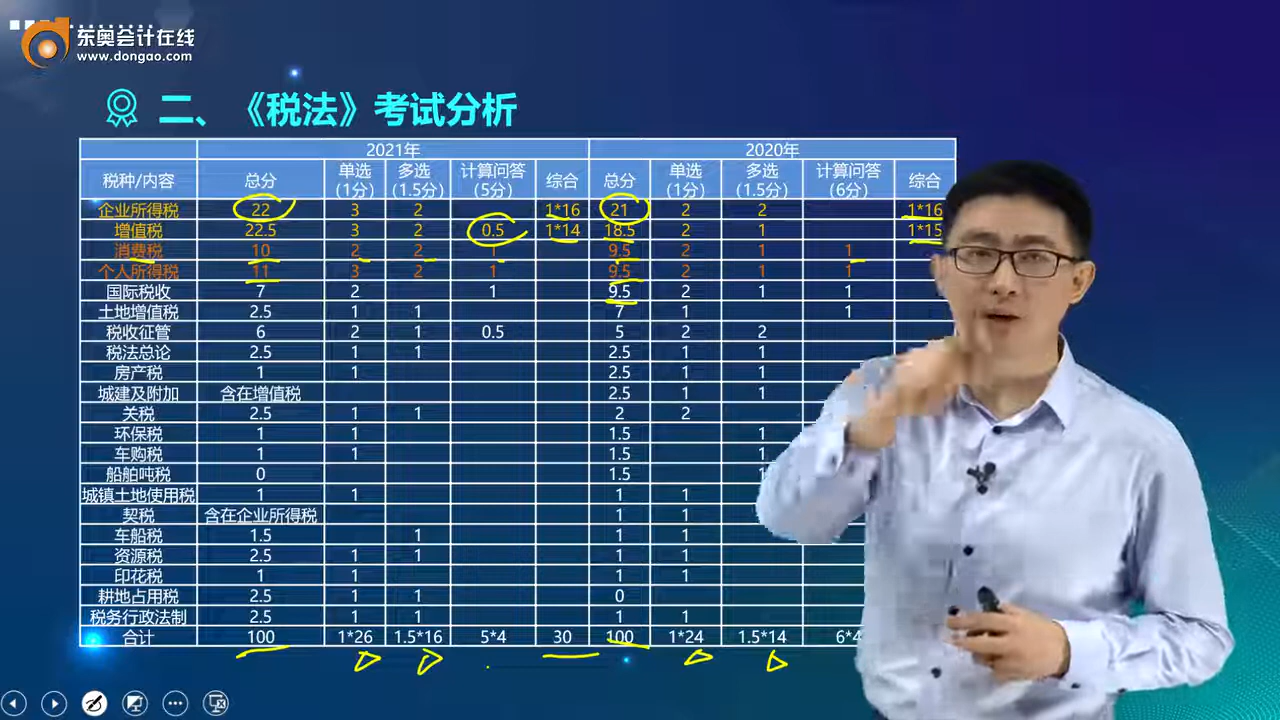 东奥会计在线
www.dongao.com
二、《税法》考试分析
2021年 2020年
税种/内容 总分 单选(1分) 多选(1.5分) 计算问答(5分) 综合 总分 单选(1分) 多选(1.5分) 计算问答(6分) 综合
企业所得税 22 3 2 1*16 21 2 2 1*16
增值税 22.5 3 2 0.5 1*14 18.5 2 1 1*15
消费税 10 2 2 1 9.5 2 1 1
个人所得税 11 3 2 1 9.5 2 1 1
国际税收 7 2 1 9.5 2 1 1
土地增值税 2.5 1 1 7 1 1
税收征管 6 2 1 0.5 5 2 2
税法总论 2.5 1 1 2.5 1 1
房产税 1 1 2.5 1 1
城建及附加 含在增值税 2.5 1 1
关税 2.5 1 1 2 2
环保税 1 1 1.5 1
车购税 1 1 1.5 1
船舶吨税 0 1.5 1
城镇土地使用税 1 1 1 1
契税 含在企业所得税 1 1
车船税 1.5 1 1 1
资源税 2.5 1 1 1 1
印花税 1 1 1 1
耕地占用税 2.5 1 1 0
税务行政法制 2.5 1 1 1 1
合计 100 1*26 1.5*16 5*4 30 100 1*24 1.5*14 6*4